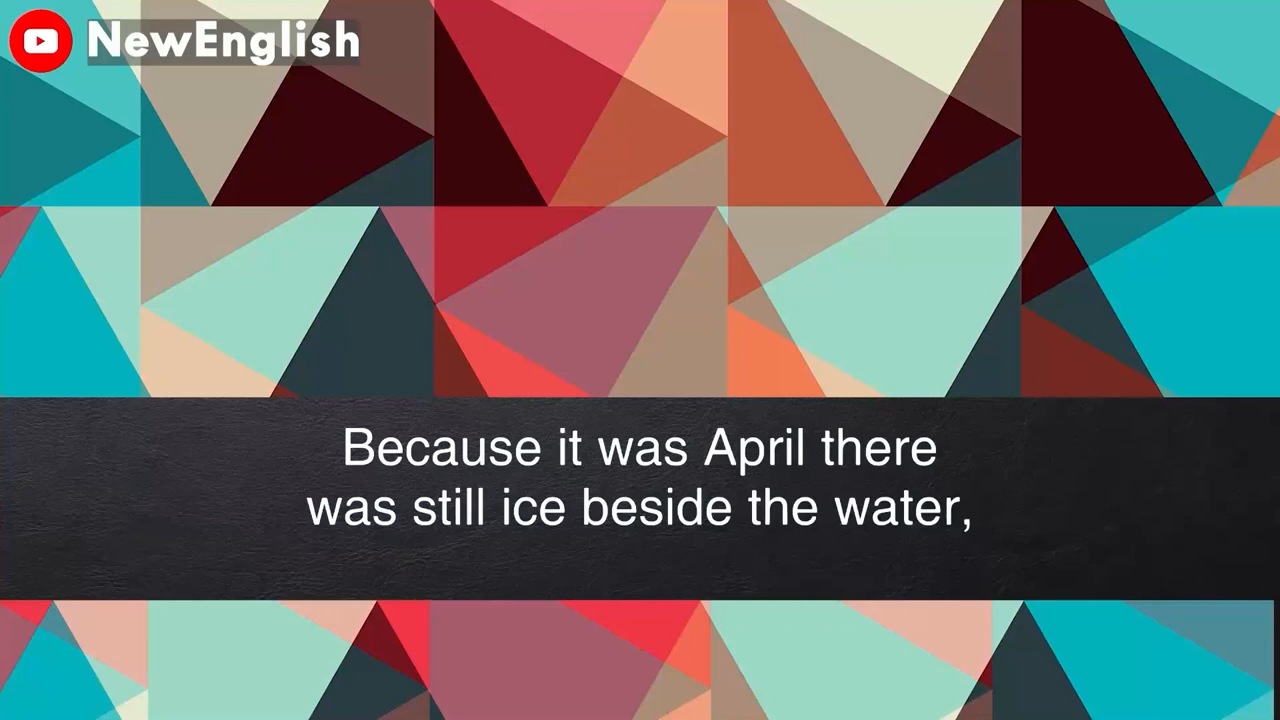 NewEnglish
Because it was April there
was still ice beside the water,